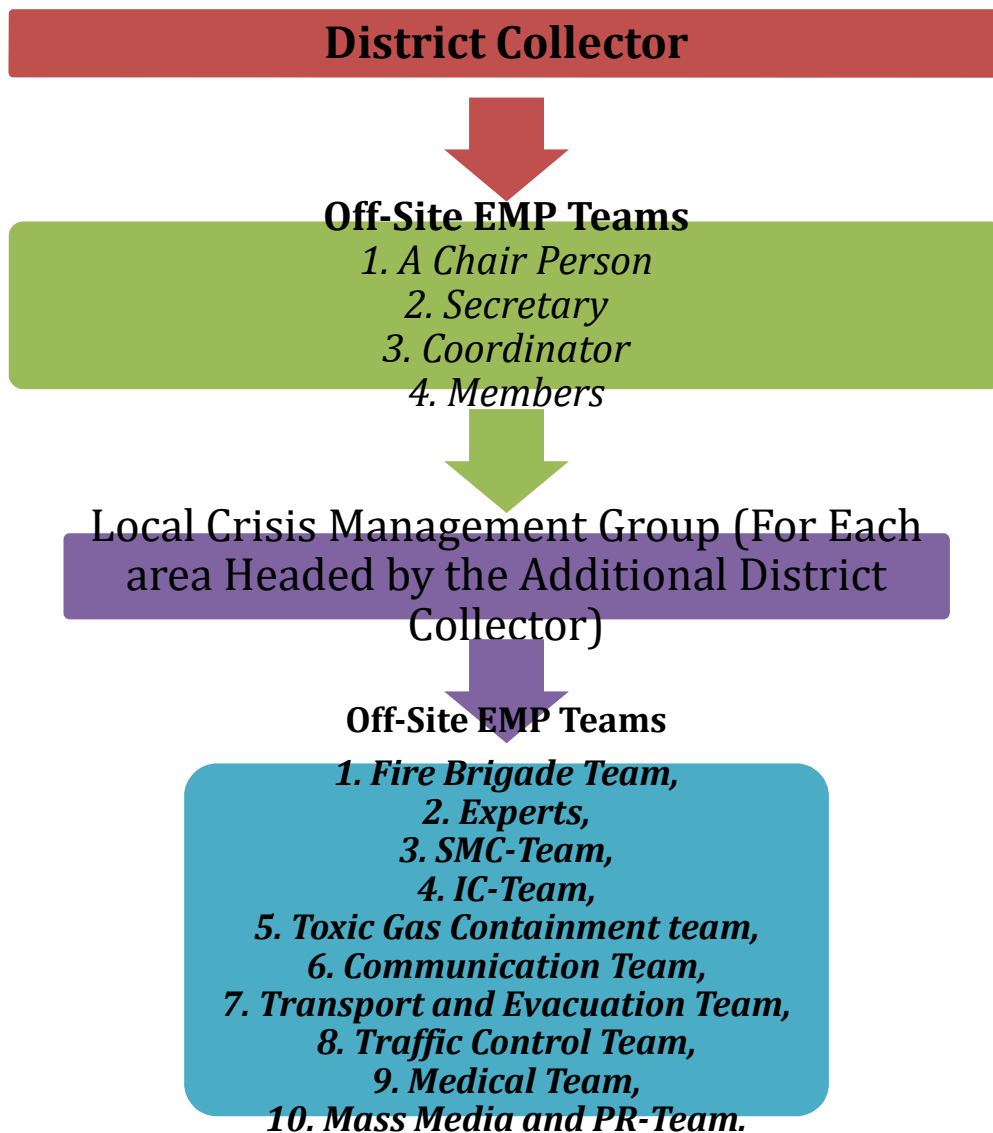 District Collector
Off-Site EMP Teams
1. A Chair Person
2. Secretary
3. Coordinator
4. Members
Local Crisis Management Group (For Each
area Headed by the Additional District
Collector)
Off-Site EMP Teams
1. Fire Brigade Team,
2. Experts,
3. SMC-Team,
4. IC-Team,
5. Toxic Gas Containment team,
6. Communication Team,
7. Transport and Evacuation Team,
8. Traffic Control Team,
9. Medical Team,
10. Mass Media and PR-Team.